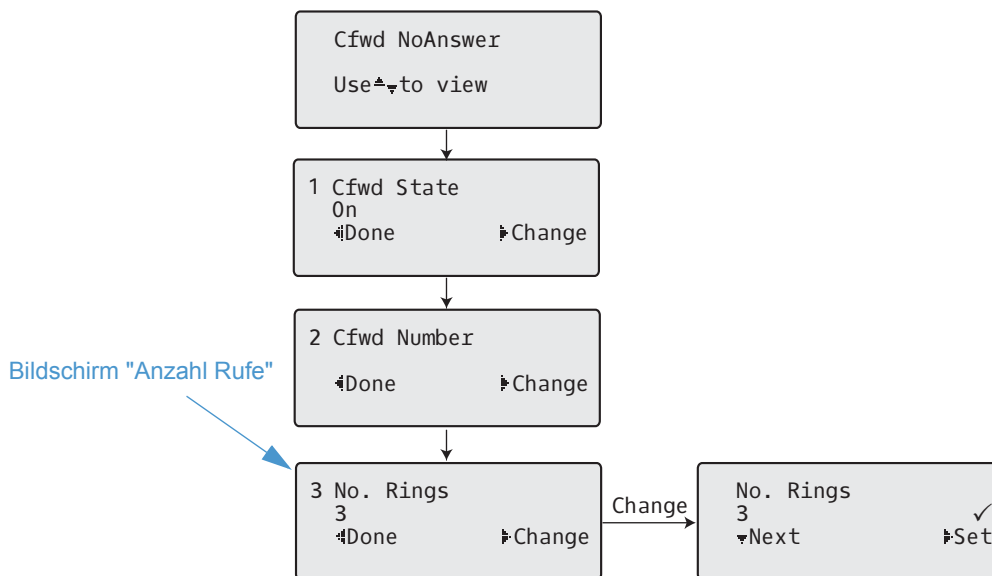 Cfwd NoAnswer
Use▲▼to view
1 Cfwd State
On
◀Done ▶Change
2 Cfwd Number
◀Done ▶Change
Bildschirm "Anzahl Rufe"
3 No. Rings
3
◀Done ▶Change
Change
No. Rings
3 ✓
▼Next ▶Set